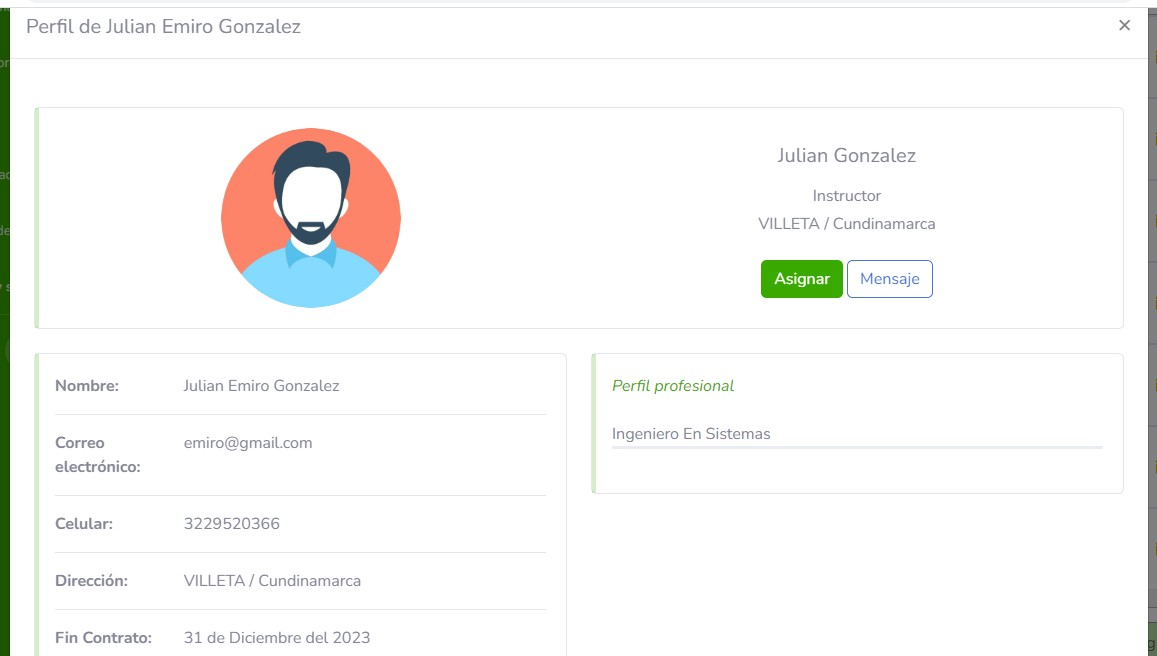 Perfil de Julian Emiro Gonzalez
×
Julian Gonzalez
Instructor
VILLETA / Cundinamarca
Asignar Mensaje
Nombre: Julian Emiro Gonzalez
Correo electrónico: emiro@gmail.com
Celular: 3229520366
Dirección: VILLETA / Cundinamarca
Fin Contrato: 31 de Diciembre del 2023
Perfil profesional
Ingeniero En Sistemas